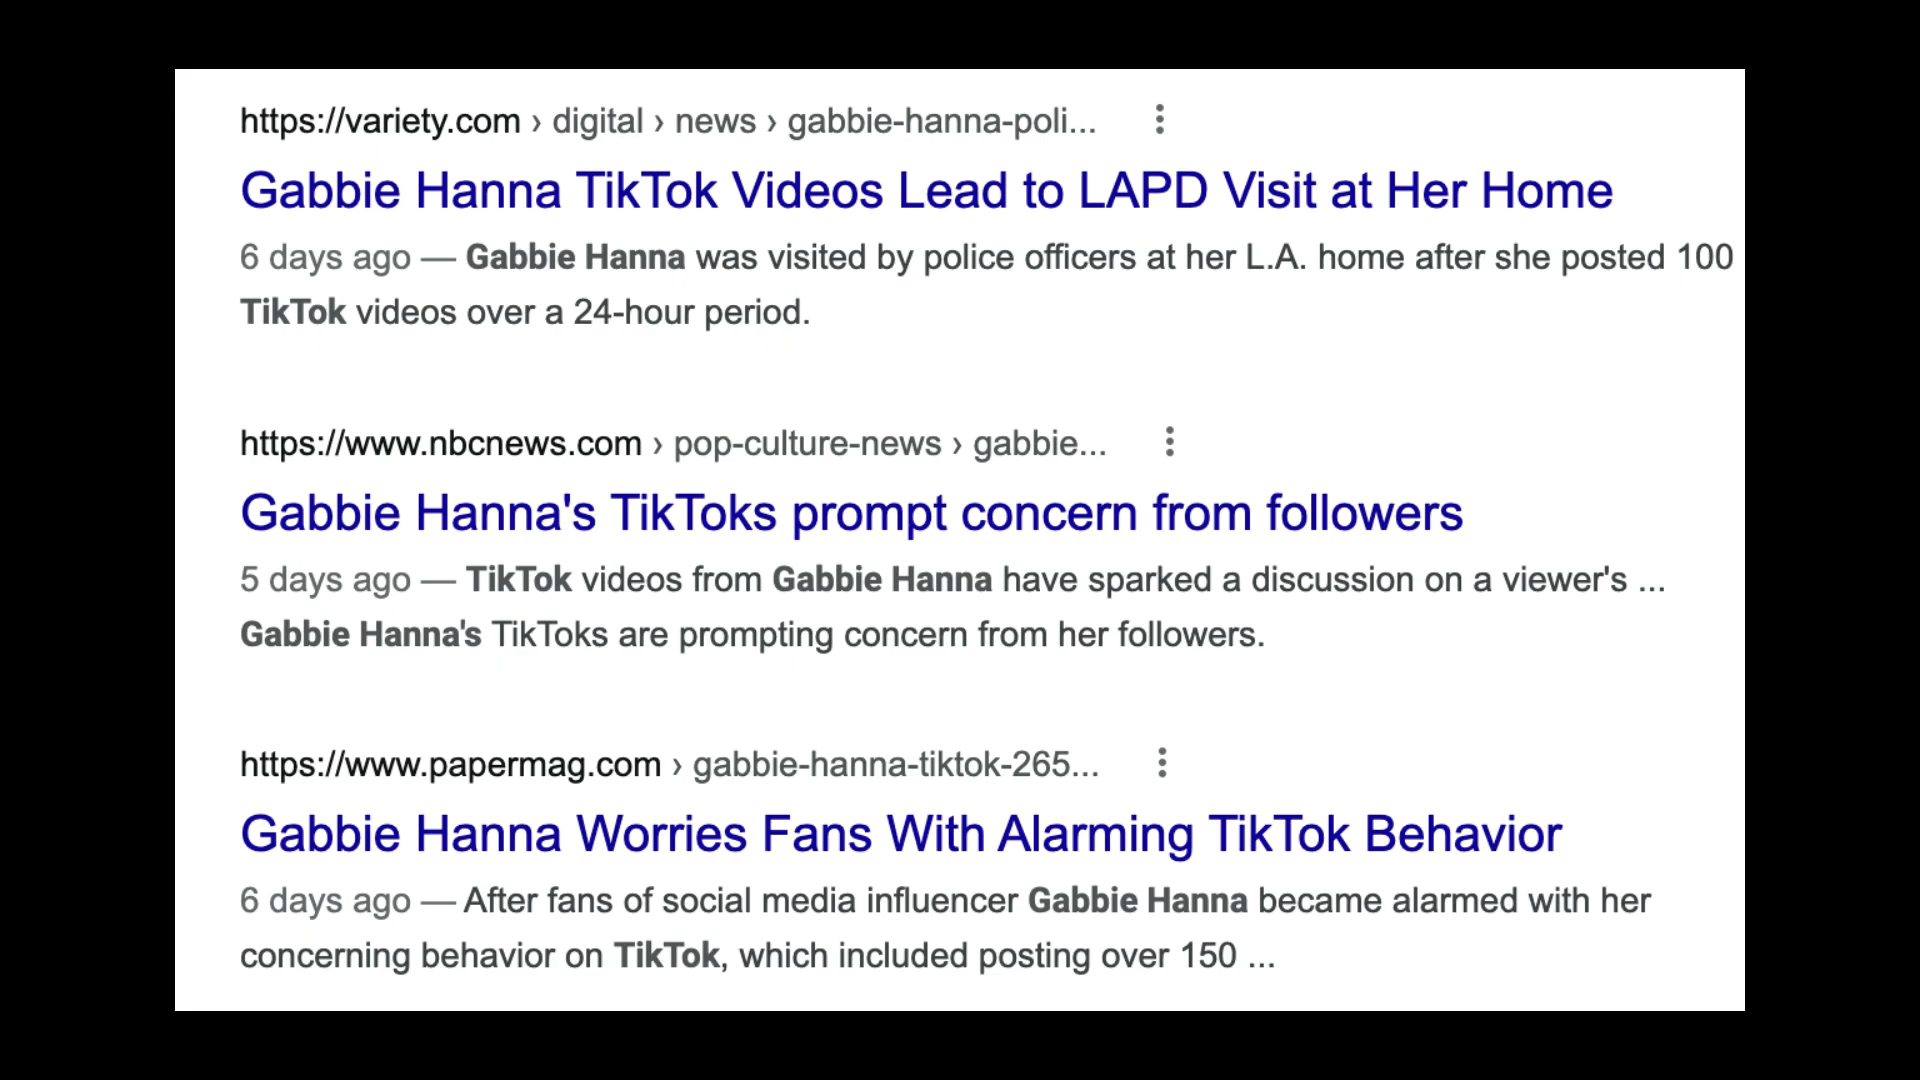 https://variety.com › digital › news › gabbie-hanna-poli...
Gabbie Hanna TikTok Videos Lead to LAPD Visit at Her Home
6 days ago — Gabbie Hanna was visited by police officers at her L.A. home after she posted 100
TikTok videos over a 24-hour period.
https://www.nbcnews.com › pop-culture-news › gabbie...
Gabbie Hanna's TikToks prompt concern from followers
5 days ago — TikTok videos from Gabbie Hanna have sparked a discussion on a viewer's ...
Gabbie Hanna's TikToks are prompting concern from her followers.
https://www.papermag.com › gabbie-hanna-tiktok-265...
Gabbie Hanna Worries Fans With Alarming TikTok Behavior
6 days ago — After fans of social media influencer Gabbie Hanna became alarmed with her
concerning behavior on TikTok, which included posting over 150 ...